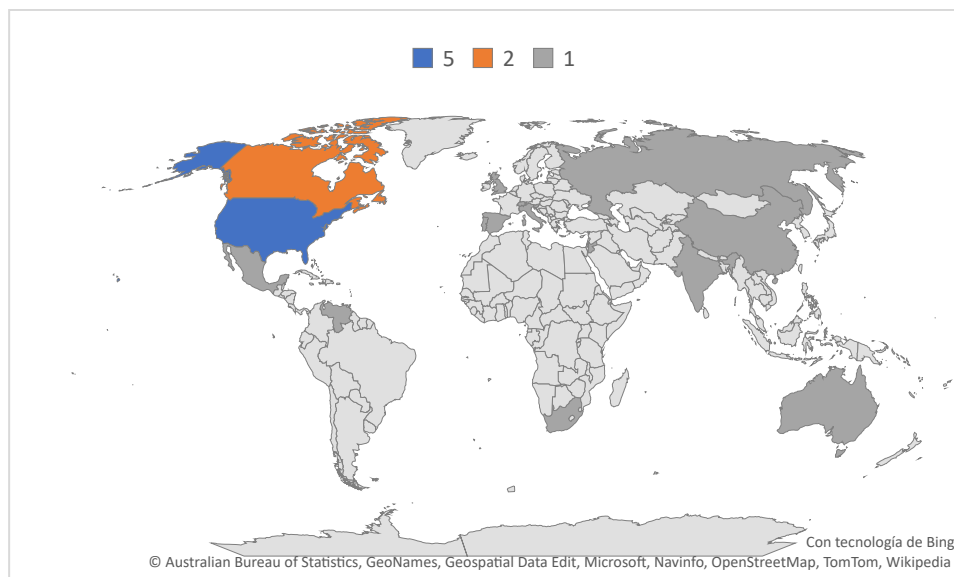 5 2 1
Con tecnología de Bing
© Australian Bureau of Statistics, GeoNames, Geospatial Data Edit, Microsoft, Navinfo, OpenStreetMap, TomTom, Wikipedia